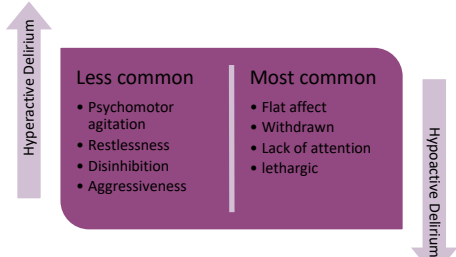 Hyperactive Delirium
Less common
• Psychomotor
agitation
• Restlessness
• Disinhibition
• Aggressiveness
Most common
• Flat affect
• Withdrawn
• Lack of attention
• lethargic
Hypoactive Delirium